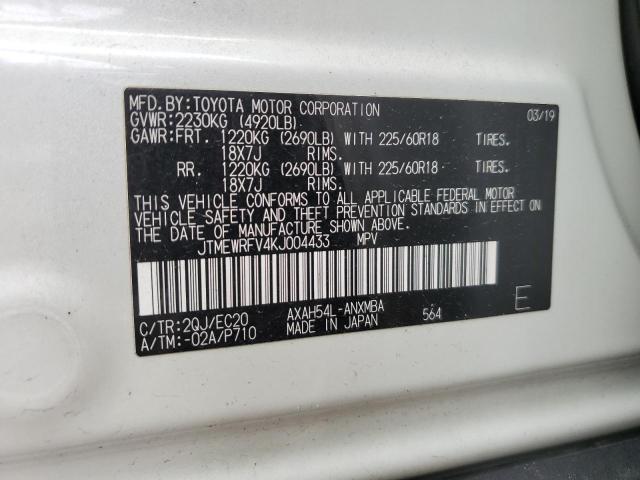 MFD.BY:TOYOTA MOTOR CORPORATION 03/19
GVWR:2230KG (4920LB)
GAWR:FRT. 1220KG (2690LB) WITH 225/60R18 TIRES.
18X7J RIMS.
RR. 1220KG (2690LB) WITH 225/60R18 TIRES.
18X7J RIMS.
THIS VEHICLE CONFORMS TO ALL APPLICABLE FEDERAL MOTOR
VEHICLE SAFETY AND THEFT PREVENTION STANDARDS IN EFFECT ON
THE DATE OF MANUFACTURE SHOWN ABOVE.
JTMEWRFV4KJ004433 MPV
C/TR:2QJ/EC20 AXAH54L-ANXMBA 564 E
A/TM:-02A/P710 MADE IN JAPAN